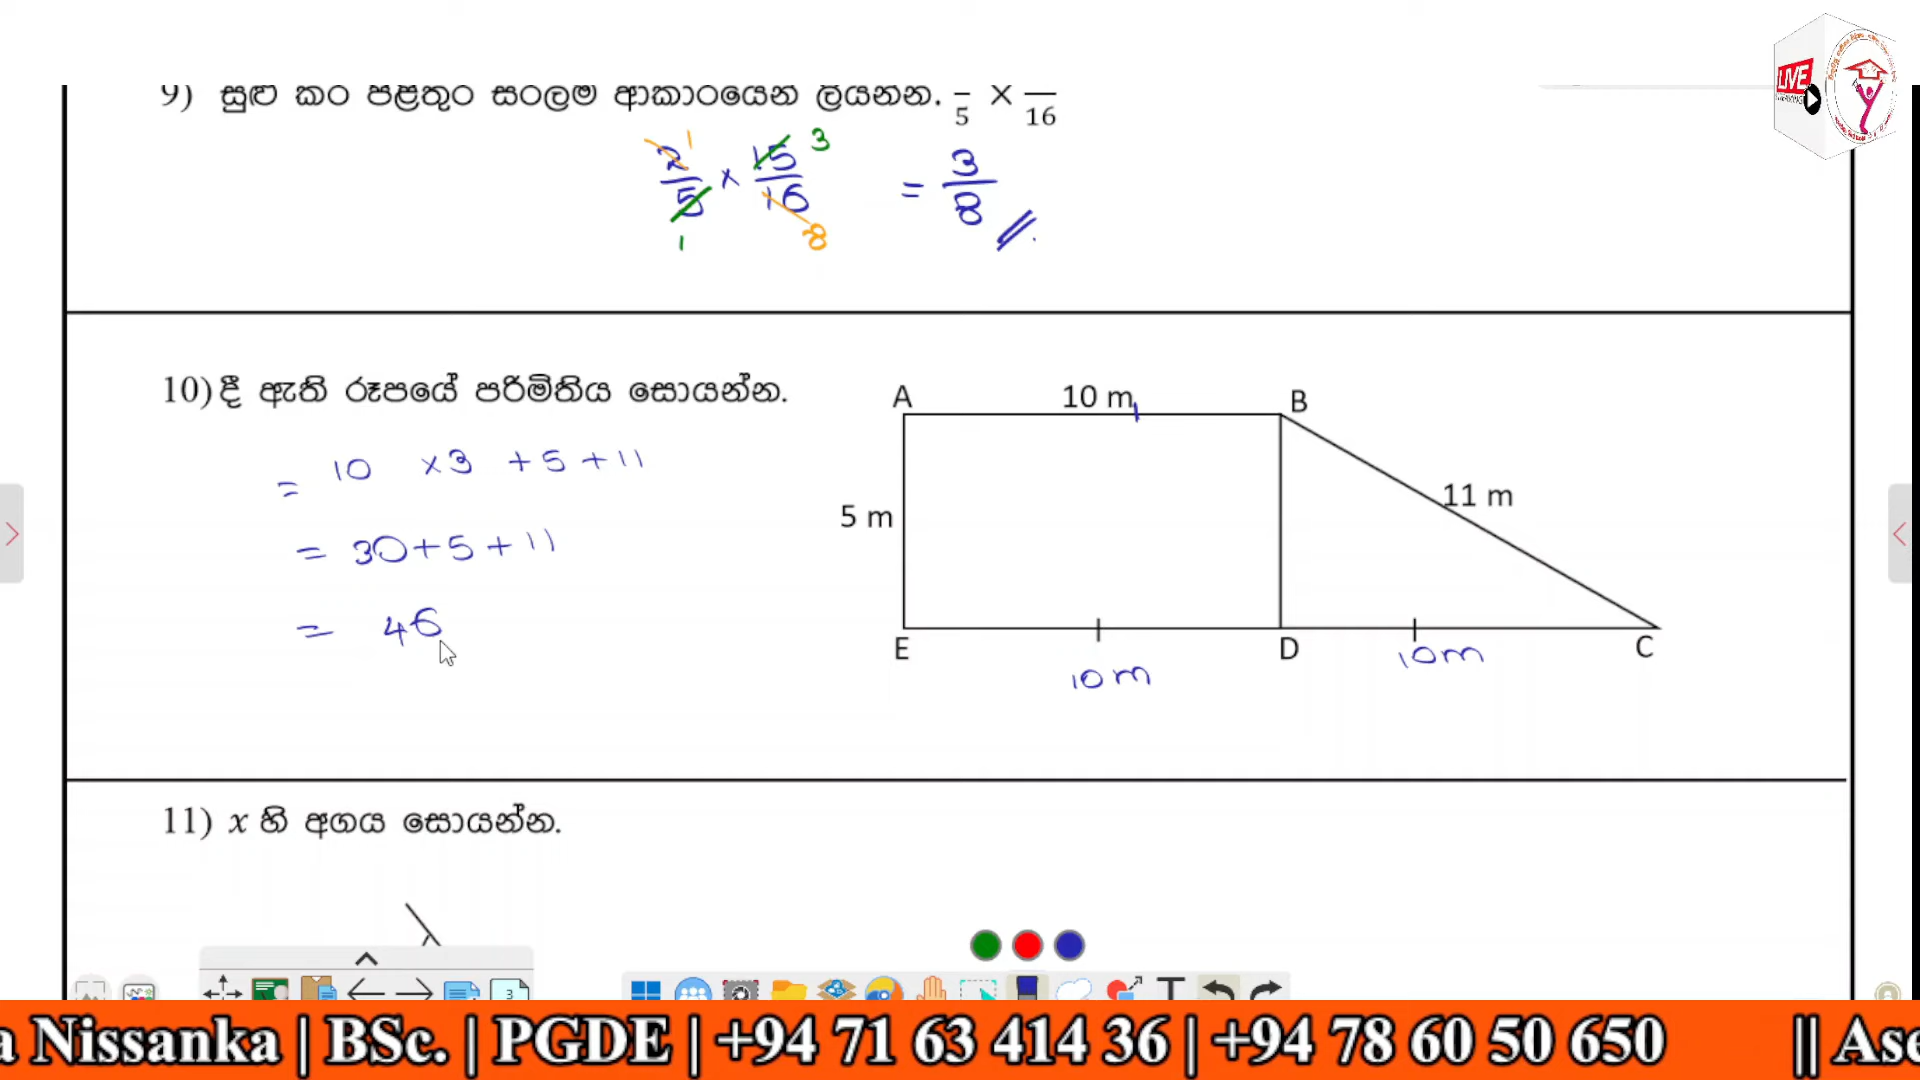 9) සුළු කර පිළිතුර සරලම ආකාරයෙන් ලියන්න. 5 × 16
2/5 × 15/16 = 3/8
1 3
1 8
10) දී ඇති රූපයේ පරිමිතිය සොයන්න.
= 10 ×3 +5+11
= 30+5+11
= 46
A 10 m B
5 m 11 m
E D C
10m 10m
11) x හි අගය සොයන්න.
LIVE
3
a Nissanka | BSc. | PGDE | +94 71 63 414 36 | +94 78 60 50 650 || Ase